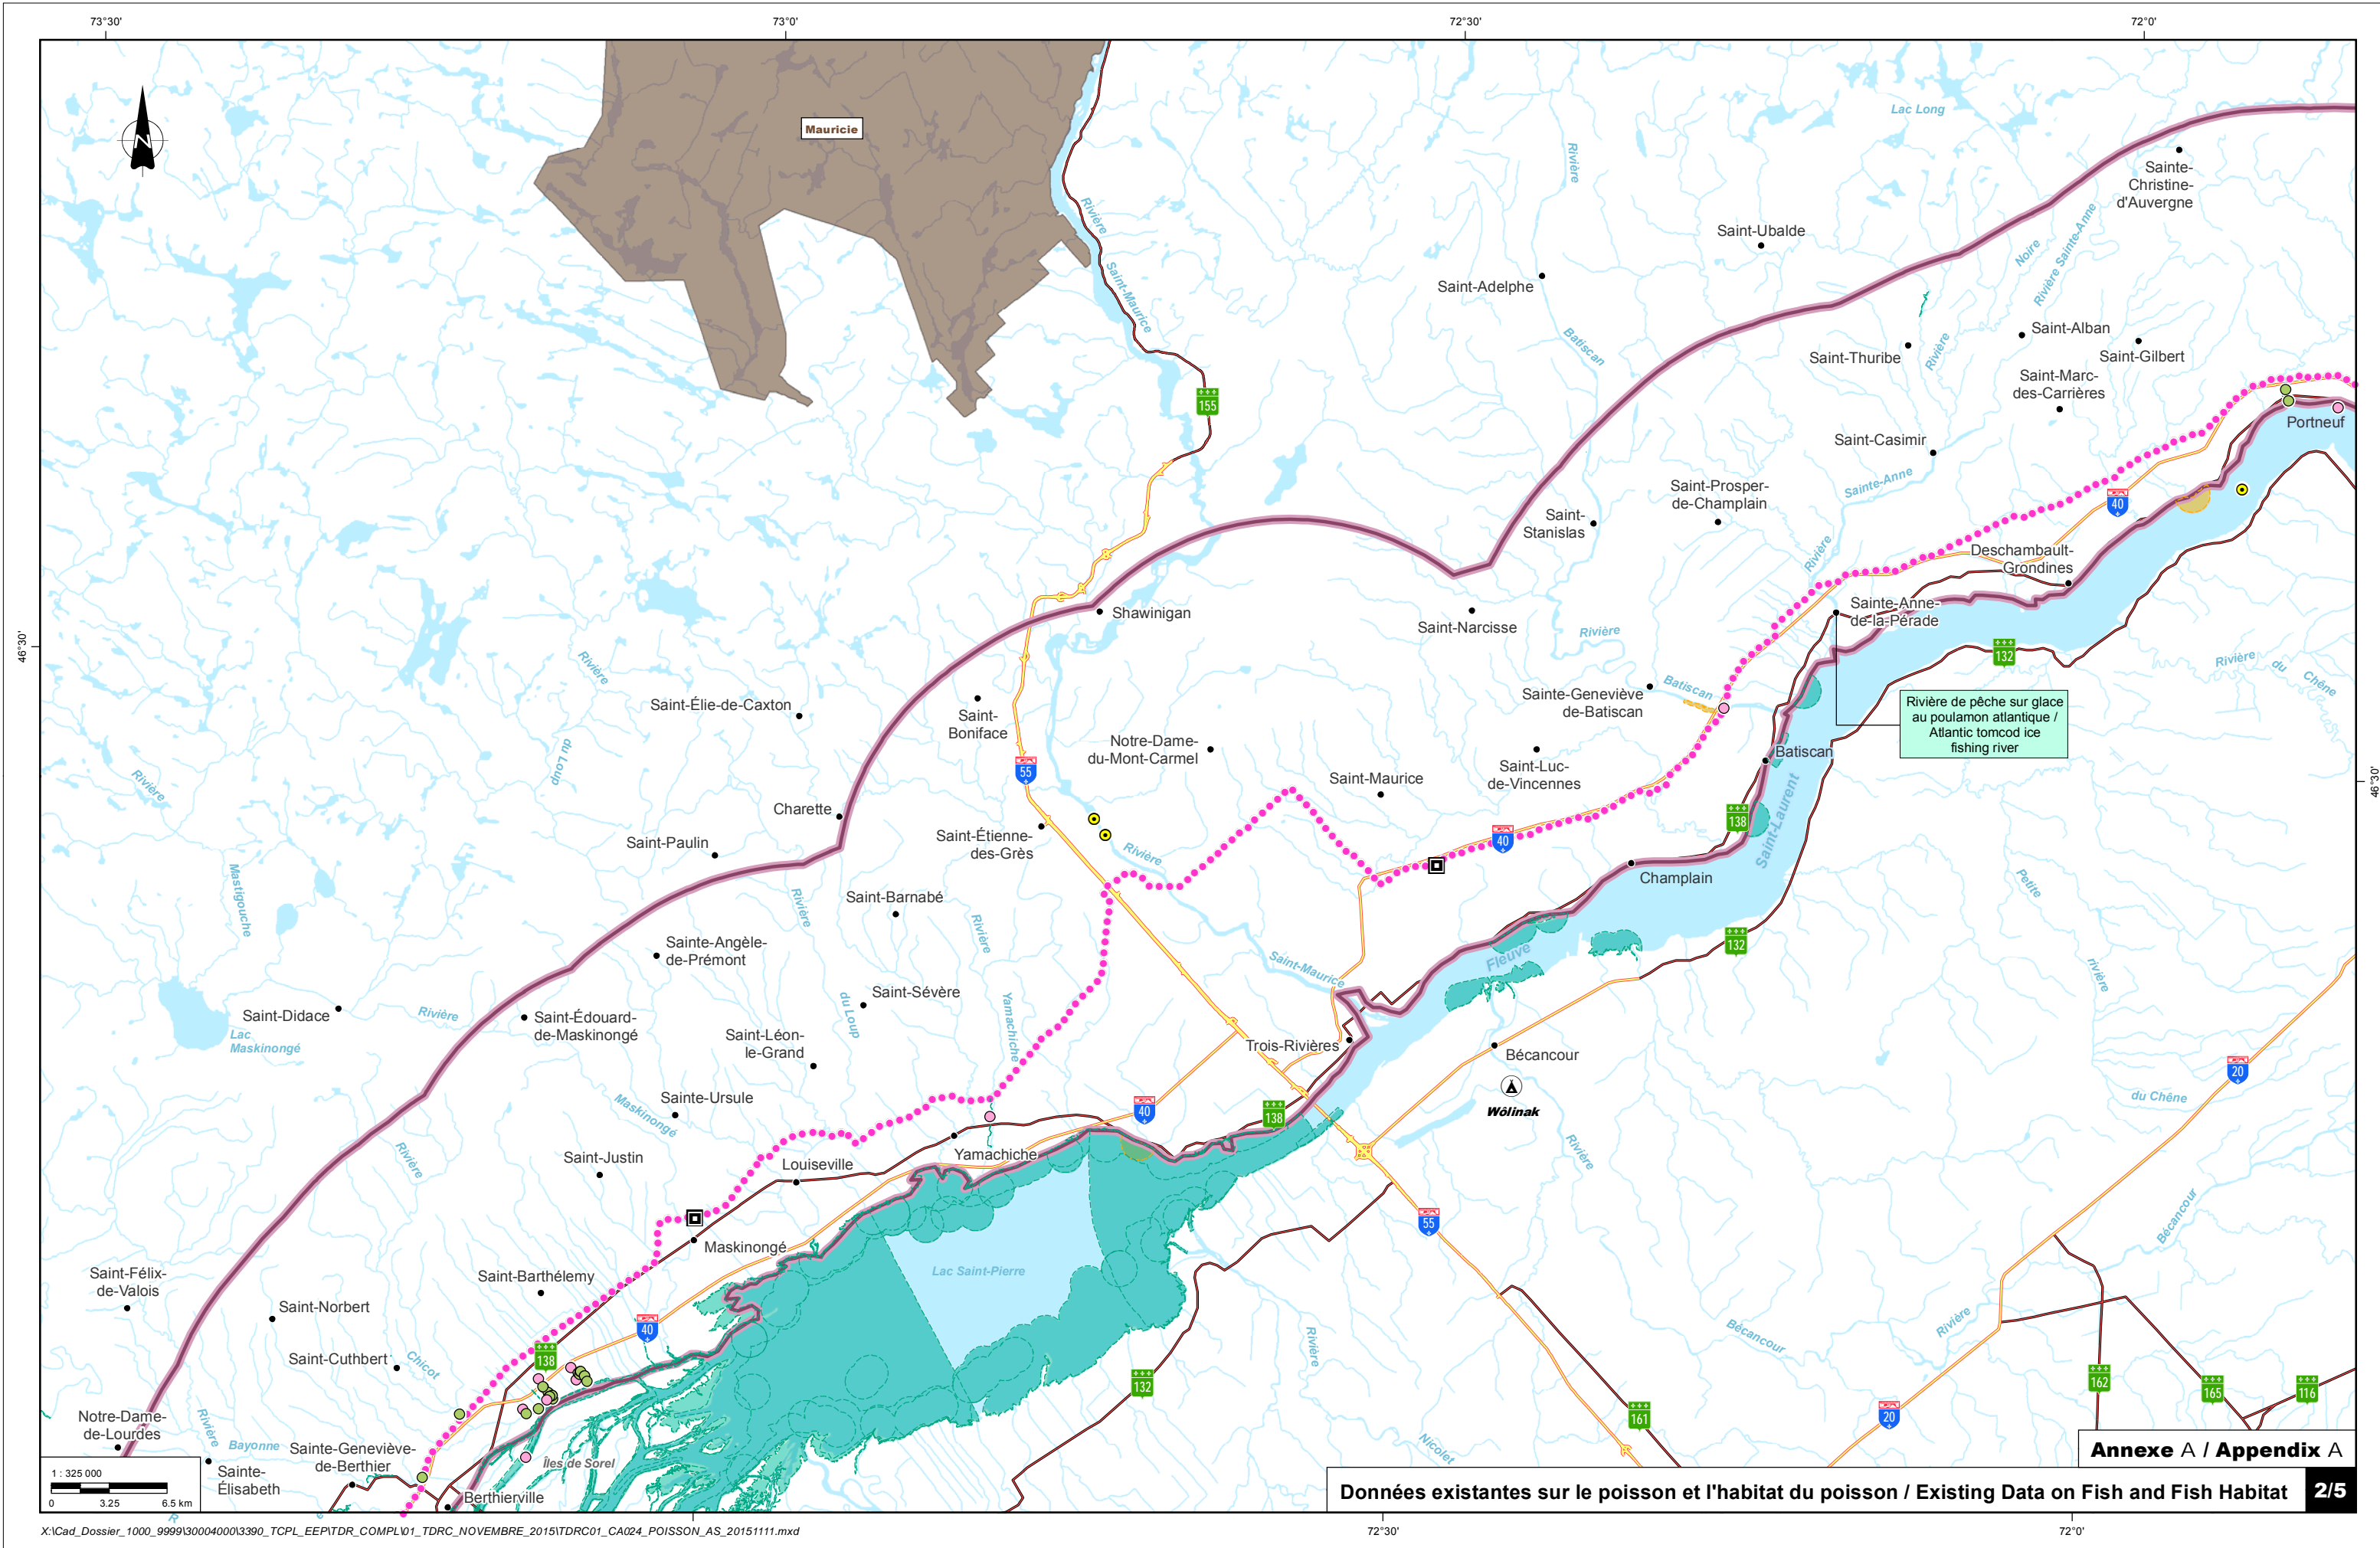 73°30'
73°0'
72°30'
72°0'
Mauricie
Lac Long
Rivière
Sainte-
Christine-
d'Auvergne
Rivière
Saint-Maurice
Saint-Ubalde
Noire
Rivière Sainte-Anne
Saint-Adelphe
Batiscan
Saint-Alban
Saint-Thuribe
Rivière
Saint-Gilbert
Saint-Marc-
des-Carrières
155
Portneuf
Saint-Casimir
Sainte-Anne
Saint-Prosper-
de-Champlain
40
Saint-
Stanislas
Rivière
Deschambault-
Grondines
Shawinigan
Saint-Narcisse
Sainte-Anne-
de-la-Pérade
Rivière
132
46°30'
Rivière
Rivière
du
Chêne
Saint-Élie-de-Caxton
Saint-
Boniface
Sainte-Geneviève
de-Batiscan
Batiscan
Rivière de pêche sur glace
au poulamon atlantique /
Atlantic tomcod ice
fishing river
du Loup
Notre-Dame-
du-Mont-Carmel
Batiscan
Rivière
55
Saint-Maurice
Saint-Luc-
de-Vincennes
46°30'
Charette
138
Saint-Laurent
Saint-Paulin
Saint-Étienne-
des-Grès
Rivière
40
Mastigouche
Rivière
Saint-Barnabé
Champlain
Petite
Rivière
Sainte-Angèle-
de-Prémont
132
Fleuve
Saint-Maurice
rivière
Saint-Didace
Rivière
Saint-Édouard-
de-Maskinongé
du Loup
Saint-Sévère
Yamachiche
Lac
Maskinongé
Saint-Léon-
le-Grand
Trois-Rivières
Bécancour
20
Sainte-Ursule
Maskinongé
40
138
Wôlinak
du Chêne
Rivière
Saint-Justin
Louiseville
Yamachiche
Rivière
Maskinongé
55
Bécancour
Saint-Félix-
de-Valois
Saint-Barthélemy
Lac Saint-Pierre
Saint-Norbert
40
Rivière
Bécancour
Rivière
Saint-Cuthbert
Chicot
138
132
162
165
116
Notre-Dame-
de-Lourdes
Rivière
Bayonne
Sainte-Geneviève-
de-Berthier
161
20
Nicolet
Îles de Sorel
Annexe A / Appendix A
1 : 325 000
0
3.25
6.5 km
Sainte-
Élisabeth
Berthierville
Données existantes sur le poisson et l'habitat du poisson / Existing Data on Fish and Fish Habitat
2/5
X:\Cad_Dossier_1000_9999\30004000\3390_TCPL_EEP\TDR_COMPL\01_TDRC_NOVEMBRE_2015\TDRC01_CA024_POISSON_AS_20151111.mxd
R
72°30'
72°0'